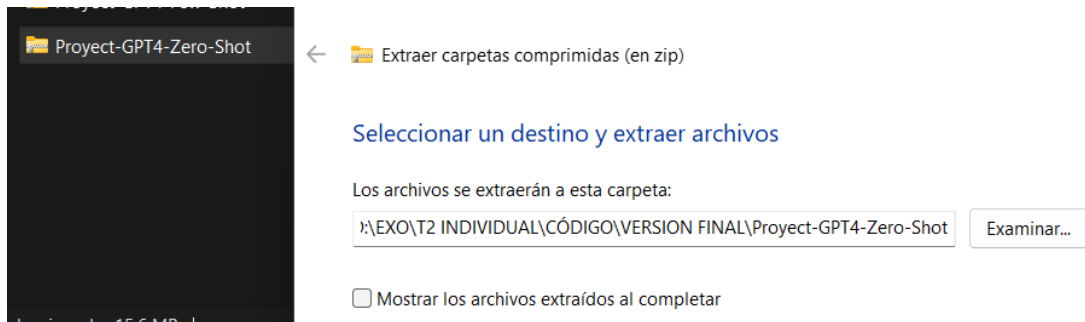 Proyect-GPT4-Zero-Shot
Extraer carpetas comprimidas (en zip)
Seleccionar un destino y extraer archivos
Los archivos se extraerán a esta carpeta:
:\EXO\T2 INDIVIDUAL\CÓDIGO\VERSION FINAL\Proyect-GPT4-Zero-Shot
Examinar...
Mostrar los archivos extraídos al completar